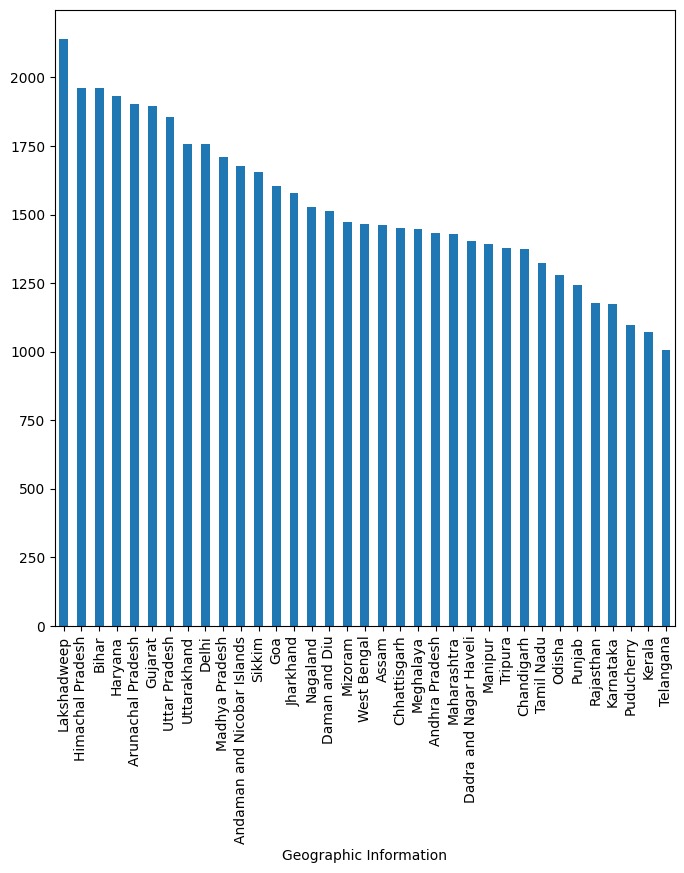 2000
1750
1500
1250
1000
750
500
250
0
Lakshadweep
Himachal Pradesh
Bihar
Haryana
Arunachal Pradesh
Gujarat
Uttar Pradesh
Uttarakhand
Delhi
Madhya Pradesh
Andaman and Nicobar Islands
Sikkim
Goa
Jharkhand
Nagaland
Daman and Diu
Mizoram
West Bengal
Assam
Chhattisgarh
Meghalaya
Andhra Pradesh
Maharashtra
Dadra and Nagar Haveli
Manipur
Tripura
Chandigarh
Tamil Nadu
Odisha
Punjab
Rajasthan
Karnataka
Puducherry
Kerala
Telangana
Geographic Information